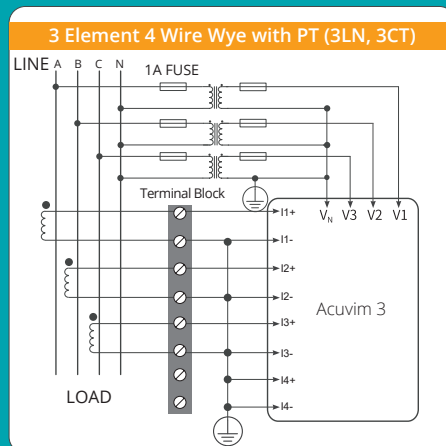 3 Element 4 Wire Wye with PT (3LN, 3CT)
LINE A B C N
1A FUSE
Terminal Block
VN V3 V2 V1
I1+
I1-
I2+
I2-
Acuvim 3
I3+
I3-
I4+
I4-
LOAD